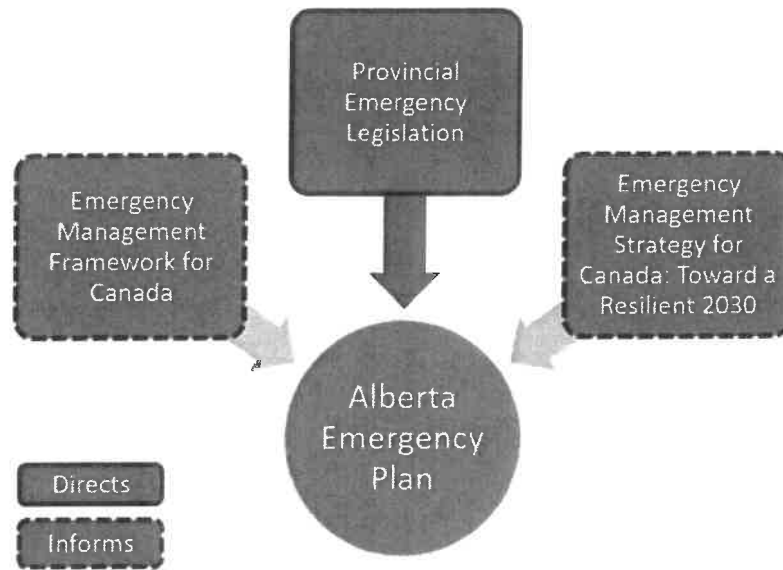 Provincial
Emergency
Legislation
Emergency
Management
Framework for
Canada
Emergency
Management
Strategy for
Canada: Toward a
Resilient 2030
Alberta
Emergency
Plan
Directs
Informs